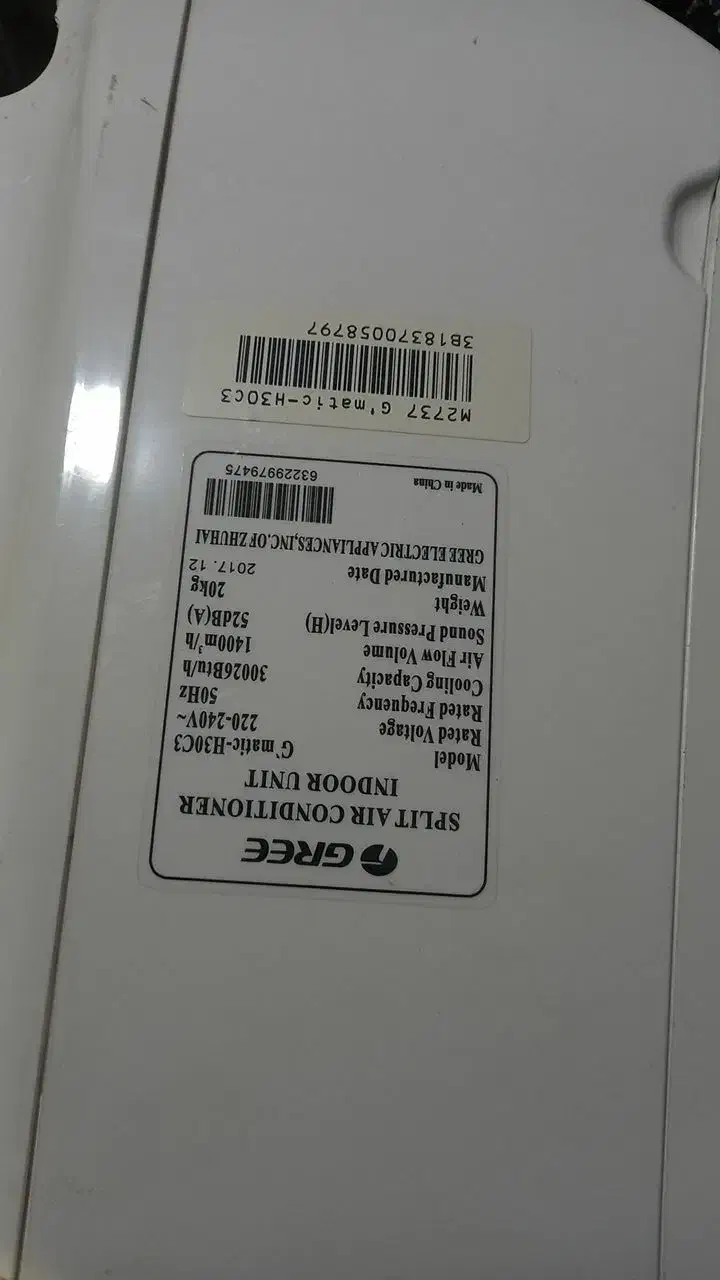 GREE
SPLIT AIR CONDITIONER
INDOOR UNIT
Model G'matic-H30C3
Rated Voltage 220-240V~
Rated Frequency 50Hz
Cooling Capacity 30026Btu/h
Air Flow Volume 1400m³/h
Sound Pressure Level(H) 52dB(A)
Weight 20kg
Manufactured Date 2017.12
GREE ELECTRIC APPLIANCES,INC.OF ZHUHAI
Made in China 63229979475
M2737 G'matic-H30C3
3B18370058797